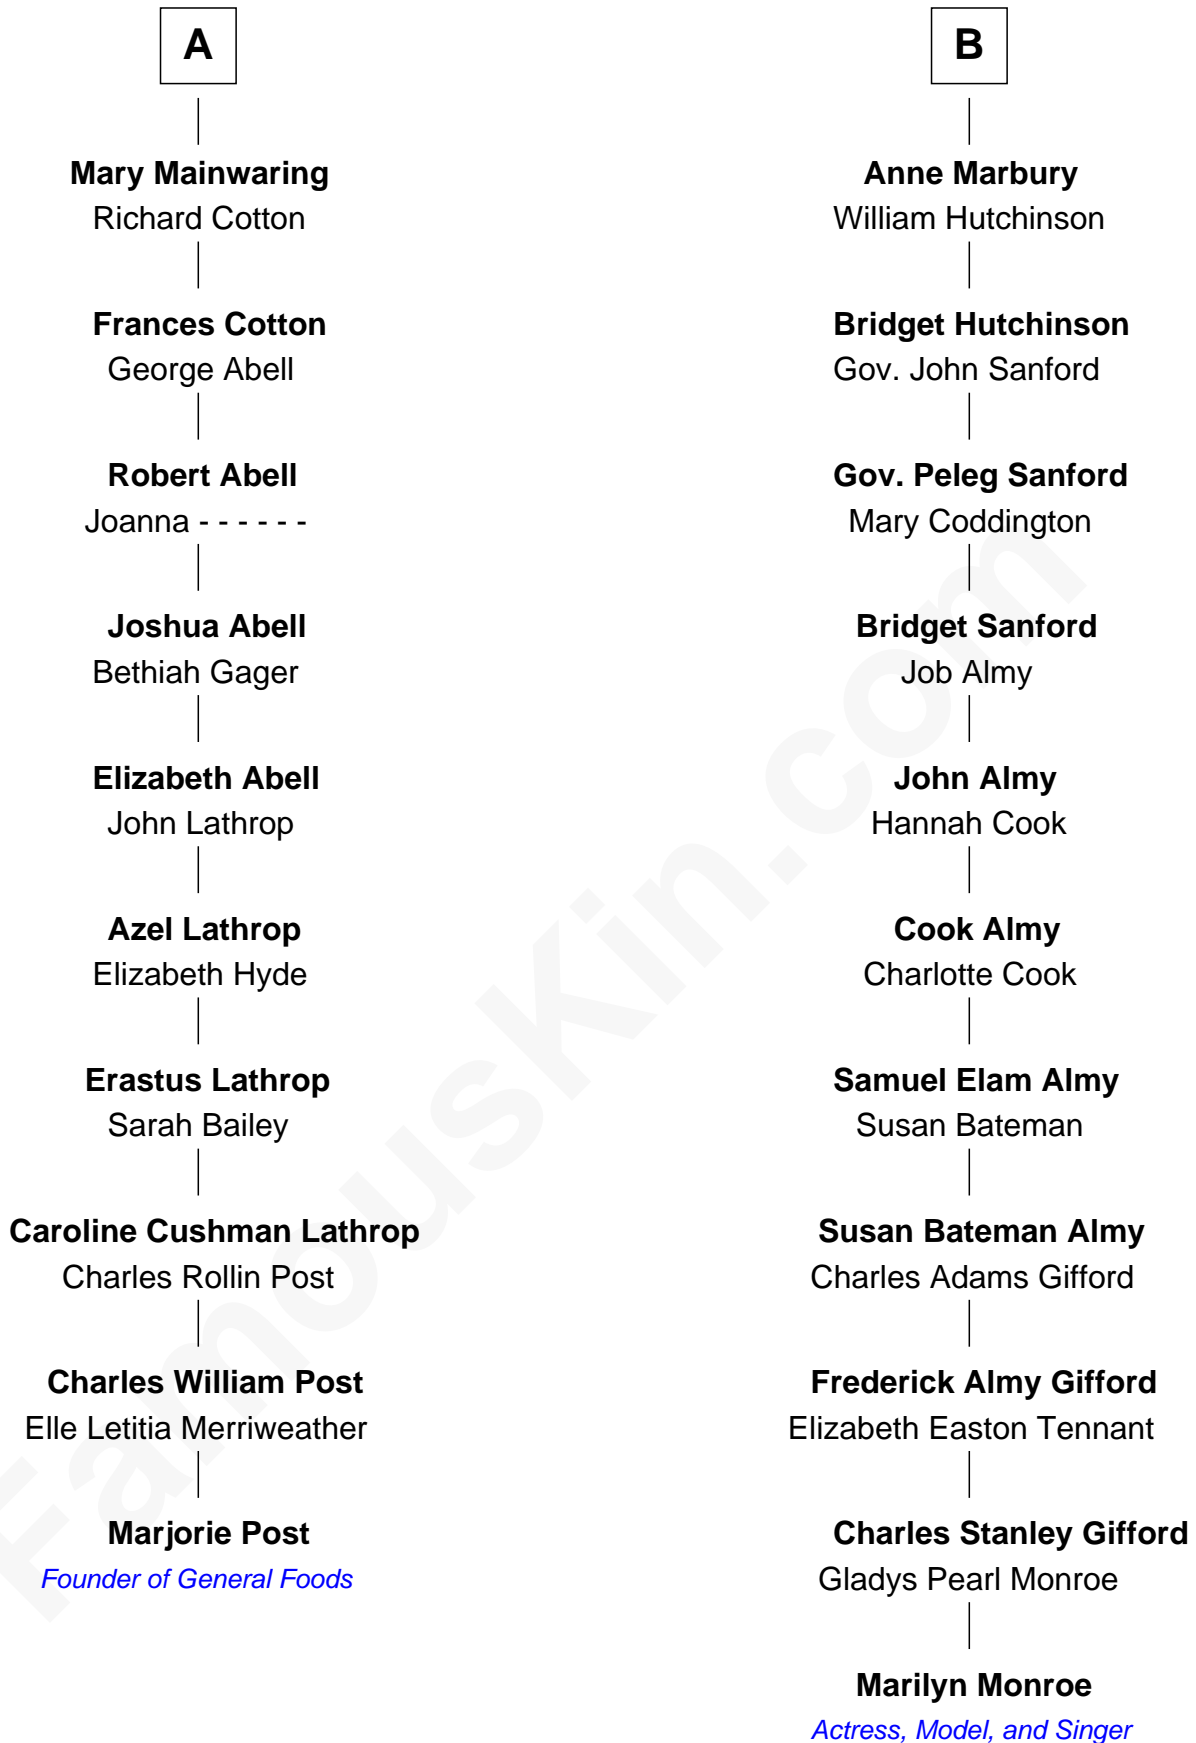 A
Mary Mainwaring
Richard Cotton
Frances Cotton
George Abell
Robert Abell
Joanna - - - - - -
Joshua Abell
Bethiah Gager
Elizabeth Abell
John Lathrop
Azel Lathrop
Elizabeth Hyde
Erastus Lathrop
Sarah Bailey
Caroline Cushman Lathrop
Charles Rollin Post
Charles William Post
Elle Letitia Merriweather
Marjorie Post
Founder of General Foods
B
Anne Marbury
William Hutchinson
Bridget Hutchinson
Gov. John Sanford
Gov. Peleg Sanford
Mary Coddington
Bridget Sanford
Job Almy
John Almy
Hannah Cook
Cook Almy
Charlotte Cook
Samuel Elam Almy
Susan Bateman
Susan Bateman Almy
Charles Adams Gifford
Frederick Almy Gifford
Elizabeth Easton Tennant
Charles Stanley Gifford
Gladys Pearl Monroe
Marilyn Monroe
Actress, Model, and Singer
FamousKin.com